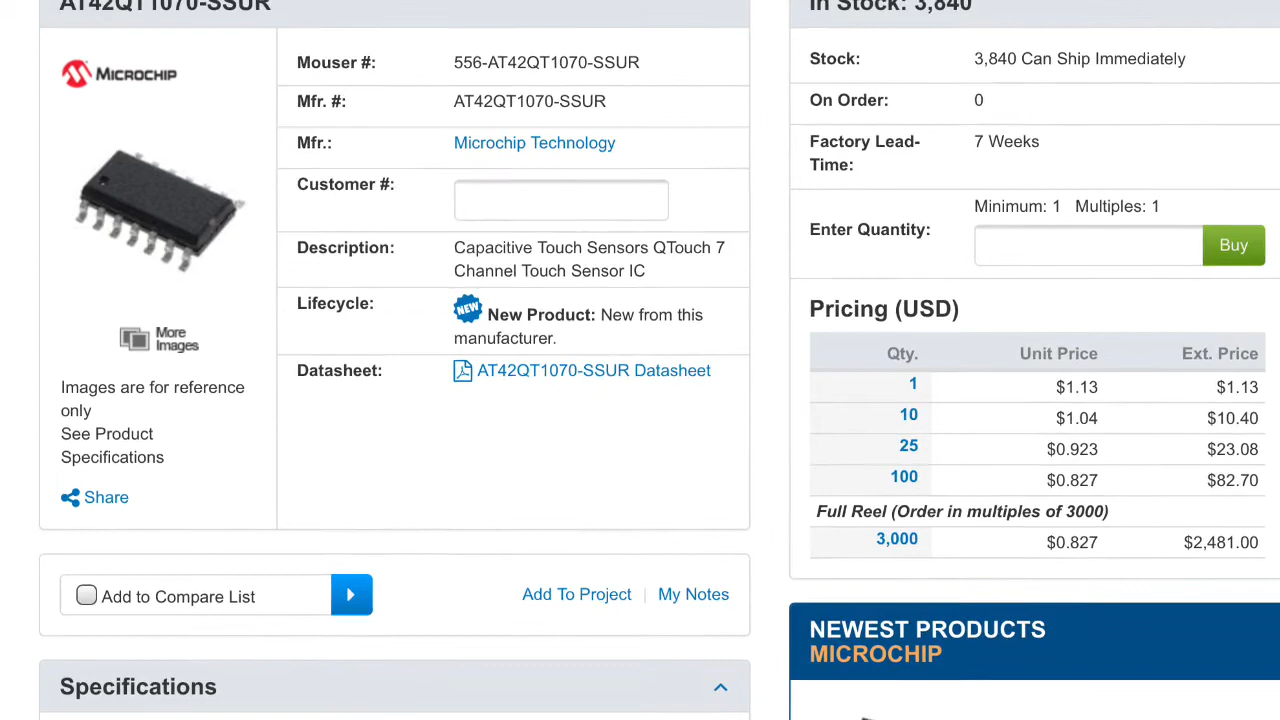 AT42QT1070-SSUR
In Stock: 3,840
MICROCHIP
More
Images
Images are for reference
only
See Product
Specifications
Share
Mouser #: 556-AT42QT1070-SSUR
Mfr. #: AT42QT1070-SSUR
Mfr.: Microchip Technology
Customer #:
Description: Capacitive Touch Sensors QTouch 7
Channel Touch Sensor IC
Lifecycle: NEW New Product: New from this
manufacturer.
Datasheet: AT42QT1070-SSUR Datasheet
Add to Compare List
Add To Project | My Notes
Specifications
Stock: 3,840 Can Ship Immediately
On Order: 0
Factory Lead- 7 Weeks
Time:
Minimum: 1 Multiples: 1
Enter Quantity:
Buy
Pricing (USD)
Qty. Unit Price Ext. Price
1 $1.13 $1.13
10 $1.04 $10.40
25 $0.923 $23.08
100 $0.827 $82.70
Full Reel (Order in multiples of 3000)
3,000 $0.827 $2,481.00
NEWEST PRODUCTS
MICROCHIP